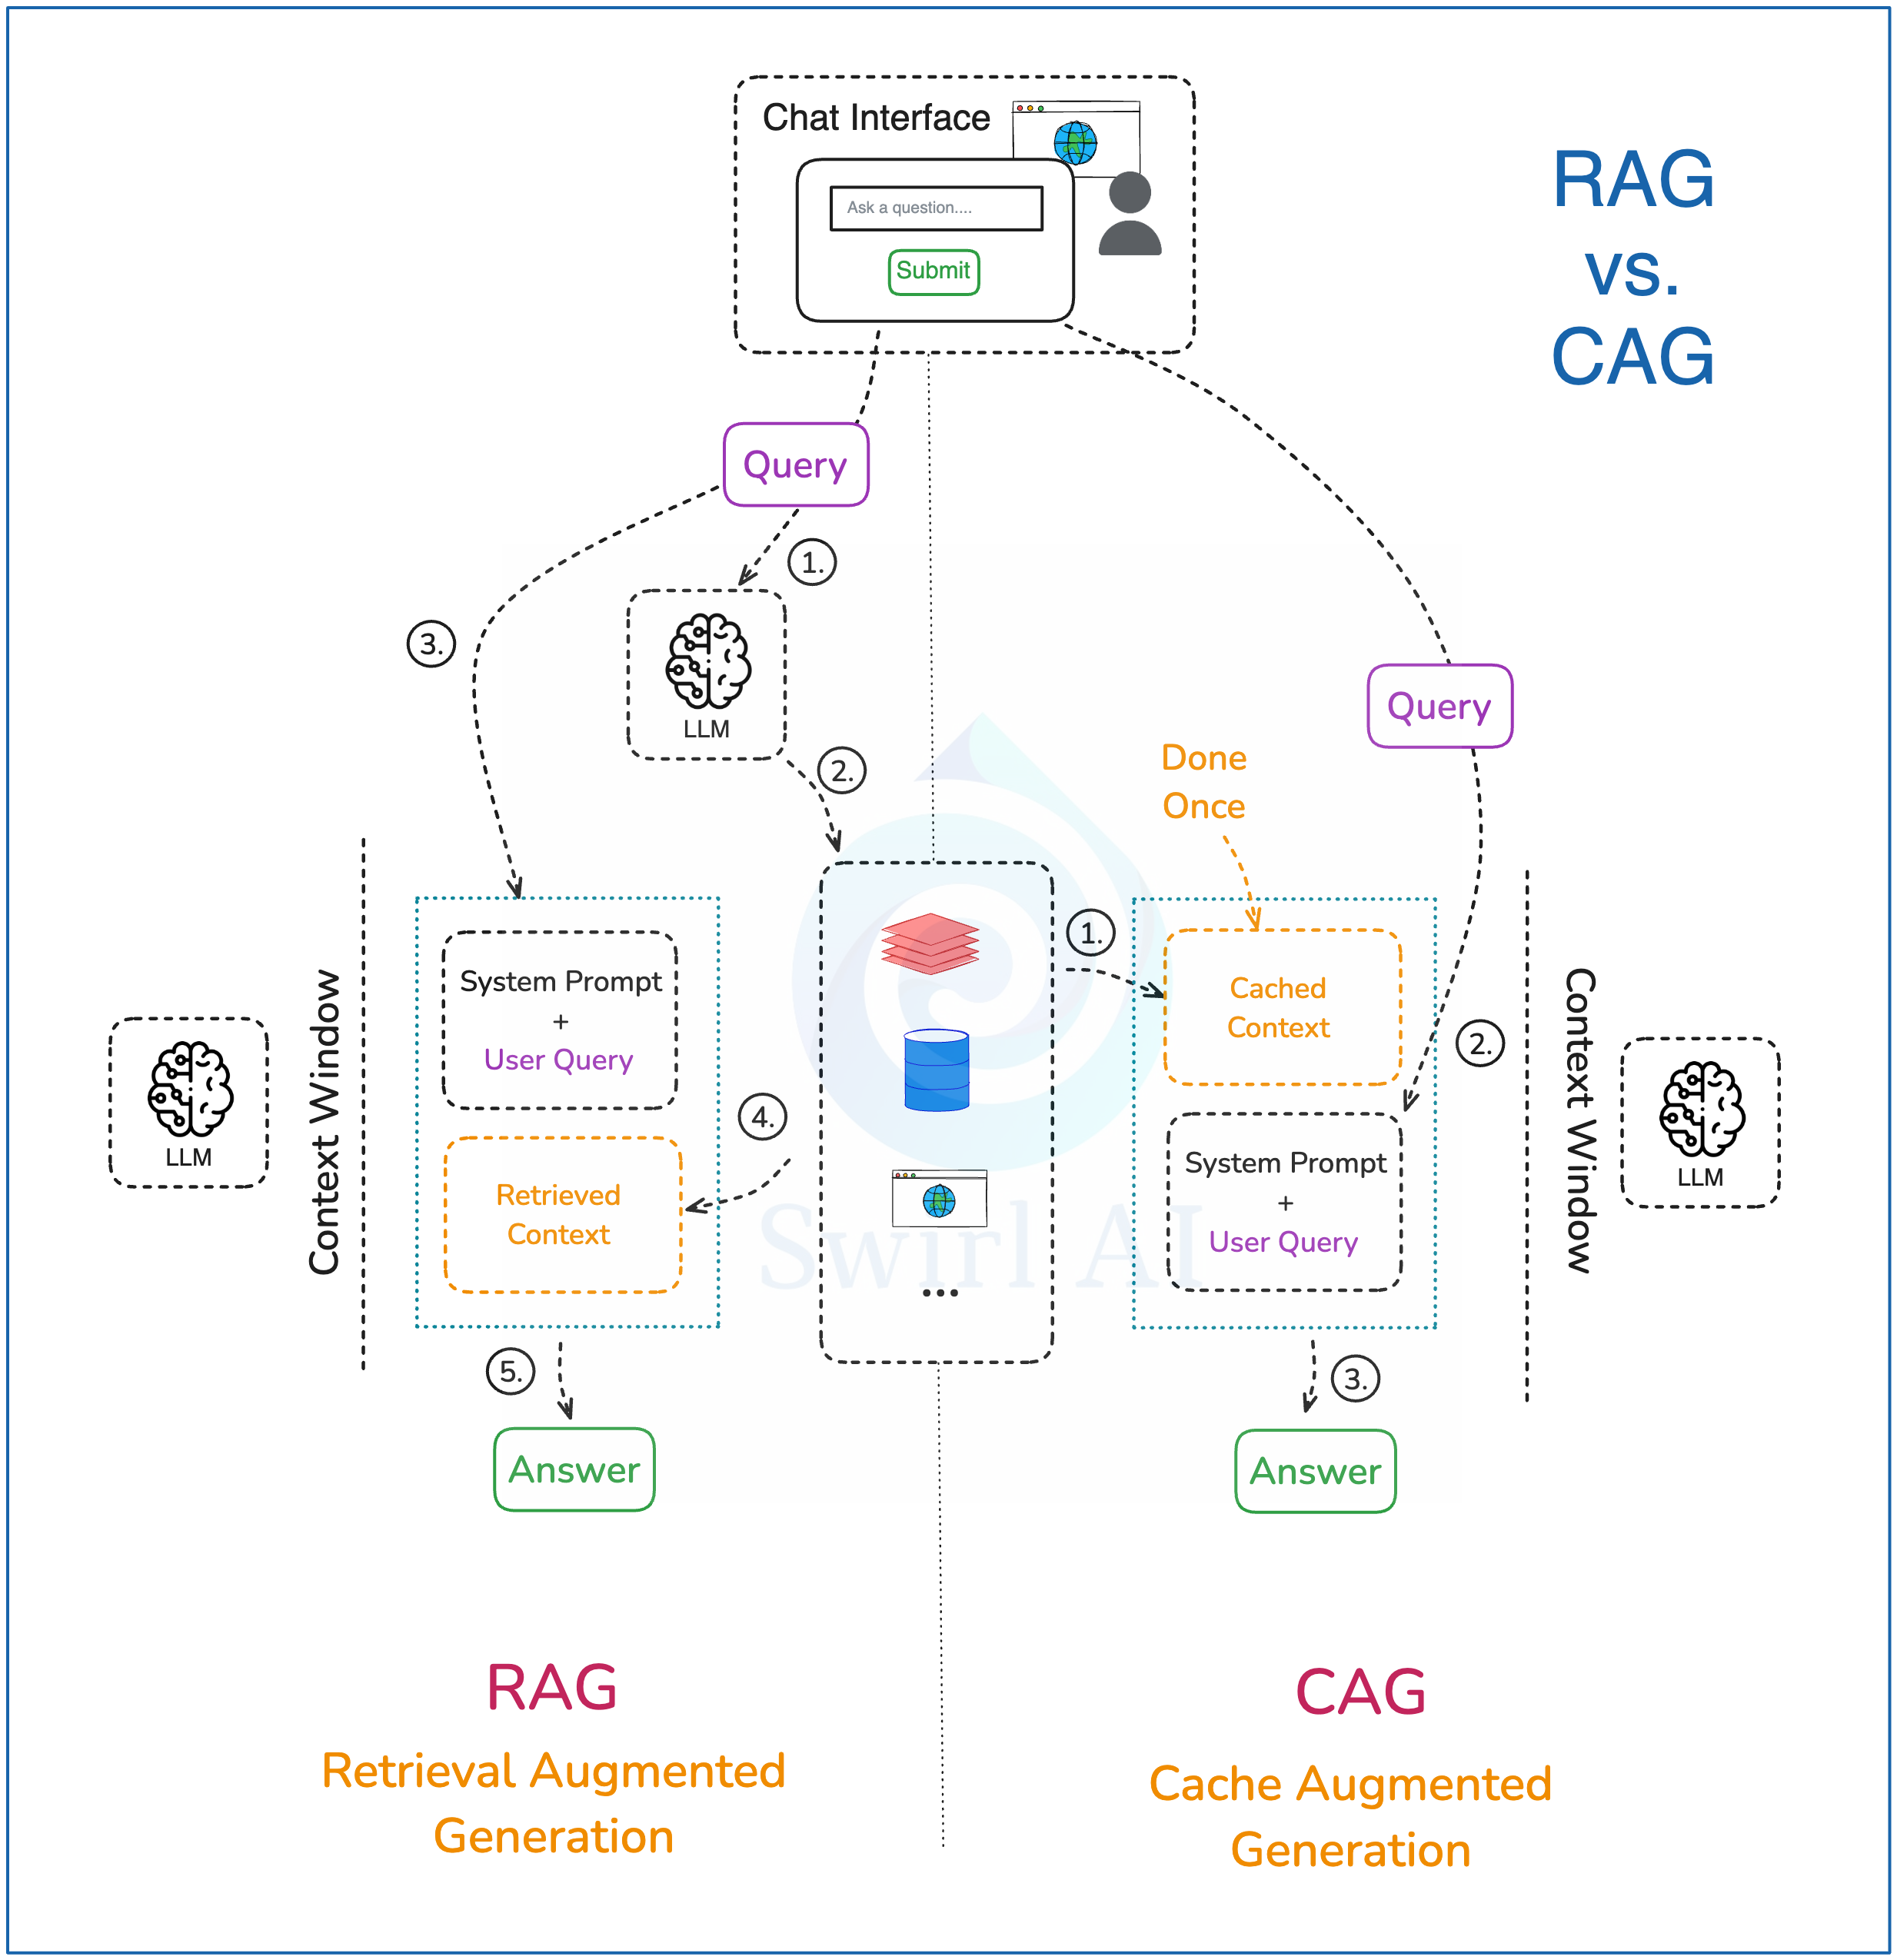 Chat Interface
Ask a question....
Submit
RAG
vs.
CAG
Query
1.
3.
LLM
2.
Query
Done
Once
Context Window
LLM
System Prompt
+
User Query
Retrieved
Context
4.
5.
Answer
...
Swirl AI
1.
Cached
Context
2.
System Prompt
+
User Query
Context Window
LLM
3.
Answer
RAG
Retrieval Augmented
Generation
CAG
Cache Augmented
Generation